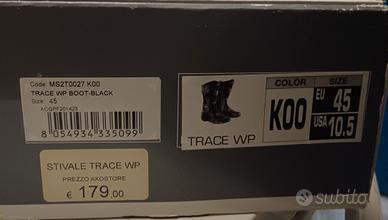 Code: MS2T0027 K00
TRACE WP BOOT-BLACK
Size: 45
ACQPF201423
8 054934 335099
STIVALE TRACE WP
PREZZO AXOSTORE
€ 179,00
TRACE WP
COLOR
K00
SIZE
EU 45
USA 10.5
subito